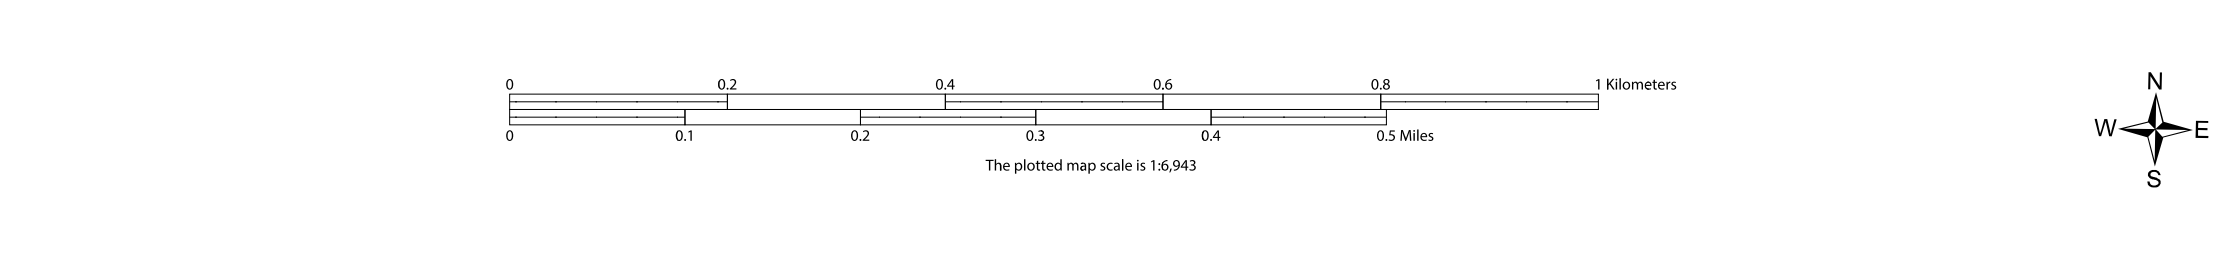 0 0.2 0.4 0.6 0.8 1 Kilometers
0 0.1 0.2 0.3 0.4 0.5 Miles
The plotted map scale is 1:6,943
N
W E
S